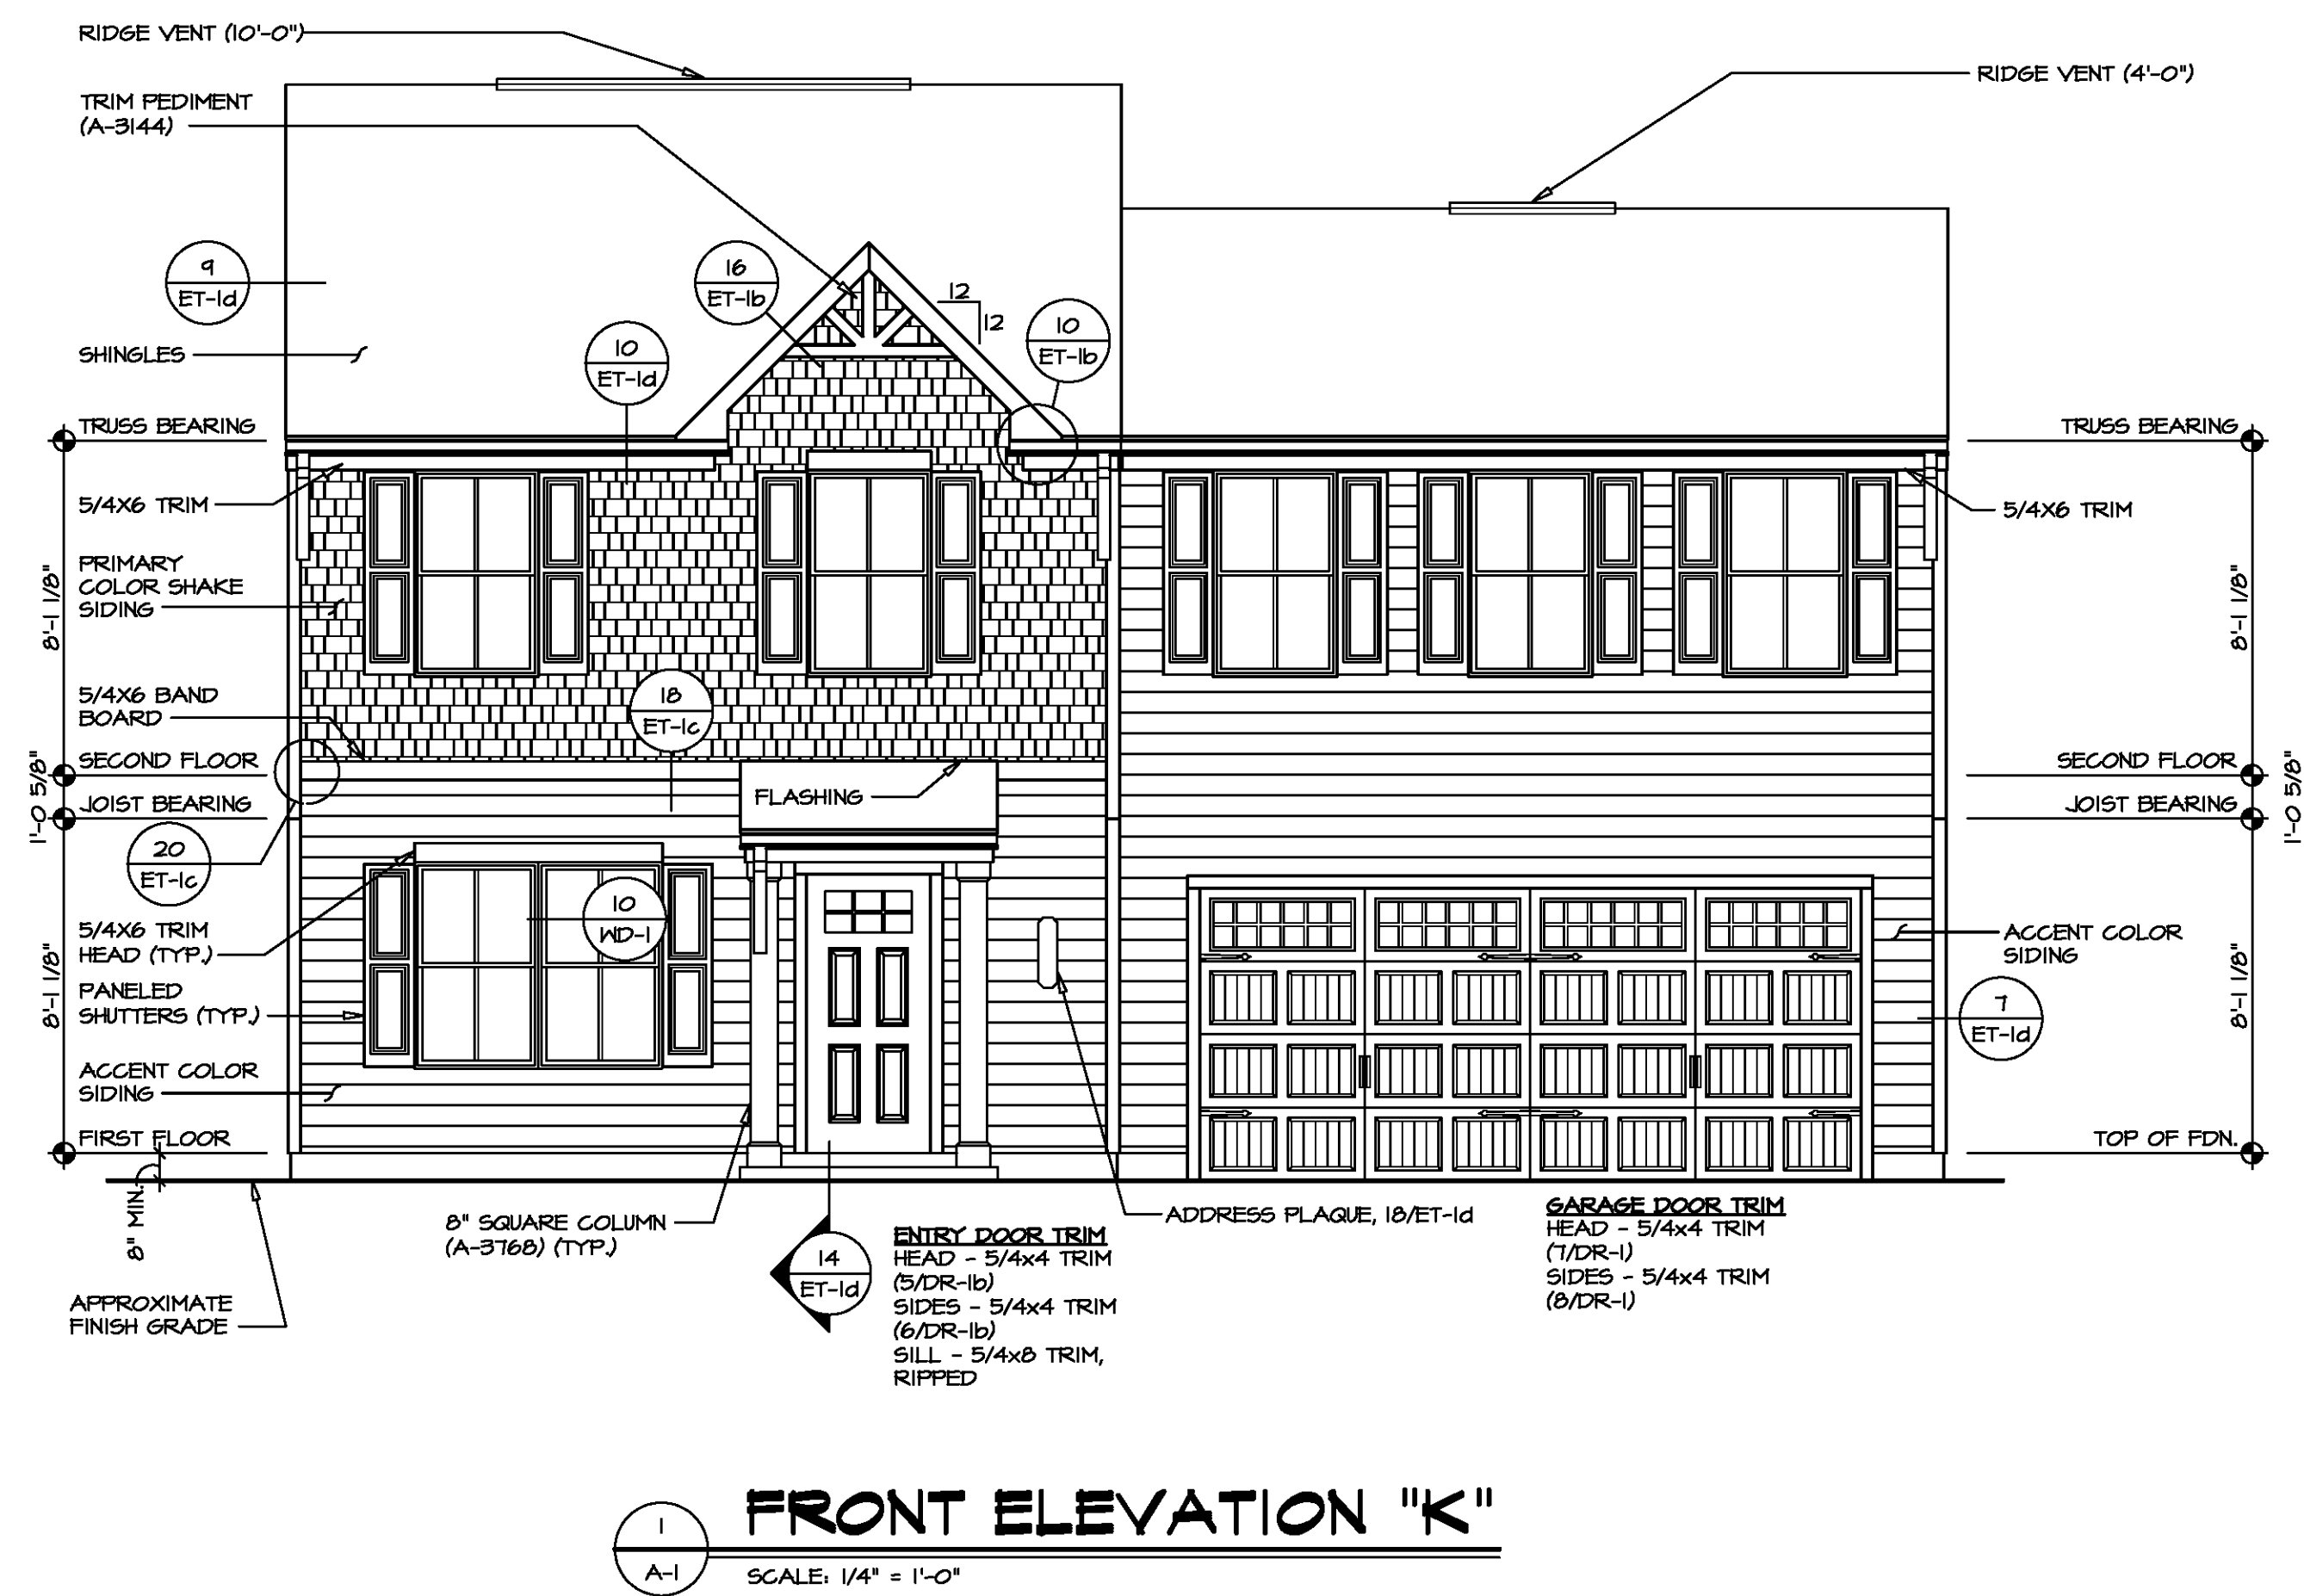 RIDGE VENT (10'-0")
RIDGE VENT (4'-0")
TRIM PEDIMENT
(A-3144)
9
ET-1d
16
ET-1b
12
12
10
ET-1b
10
ET-1d
SHINGLES
TRUSS BEARING
TRUSS BEARING
5/4X6 TRIM
5/4X6 TRIM
PRIMARY
COLOR SHAKE
SIDING
8'-1 1/8"
8'-1 1/8"
5/4X6 BAND
BOARD
18
ET-1c
SECOND FLOOR
SECOND FLOOR
1'-0 5/8"
1'-0 5/8"
FLASHING
JOIST BEARING
JOIST BEARING
20
ET-1c
10
WD-1
5/4X6 TRIM
HEAD (TYP.)
ACCENT COLOR
SIDING
8'-1 1/8"
8'-1 1/8"
PANELED
SHUTTERS (TYP.)
7
ET-1d
ACCENT COLOR
SIDING
FIRST FLOOR
TOP OF FDN.
8" MIN.
8" SQUARE COLUMN
(A-3768) (TYP.)
ADDRESS PLAQUE, 18/ET-1d
14
ET-1d
ENTRY DOOR TRIM
HEAD - 5/4x4 TRIM
(5/DR-1b)
SIDES - 5/4x4 TRIM
(6/DR-1b)
SILL - 5/4x8 TRIM,
RIPPED
GARAGE DOOR TRIM
HEAD - 5/4x4 TRIM
(7/DR-1)
SIDES - 5/4x4 TRIM
(8/DR-1)
APPROXIMATE
FINISH GRADE
1
A-1
FRONT ELEVATION "K"
SCALE: 1/4" = 1'-0"